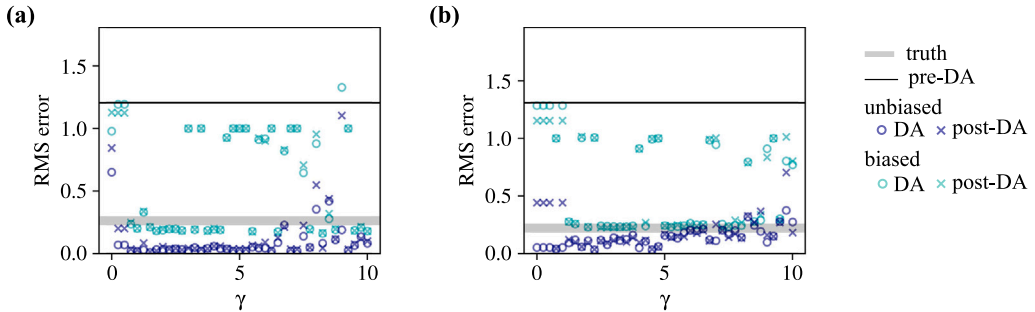 (a)
RMS error
1.5
1.0
0.5
0.0
0
5
10
γ
(b)
RMS error
1.5
1.0
0.5
0.0
0
5
10
γ
truth
pre-DA
unbiased
DA
post-DA
biased
DA
post-DA